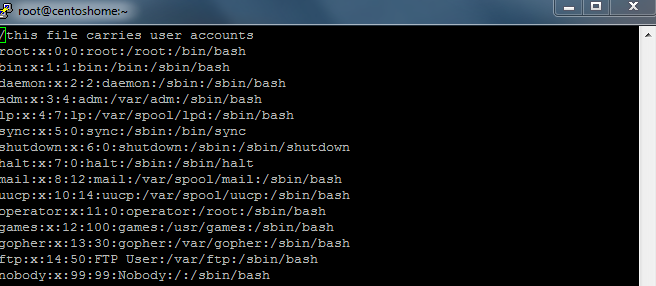 root@centoshome:~
/this file carries user accounts
root:x:0:0:root:/root:/bin/bash
bin:x:1:1:bin:/bin:/sbin/bash
daemon:x:2:2:daemon:/sbin:/sbin/bash
adm:x:3:4:adm:/var/adm:/sbin/bash
lp:x:4:7:lp:/var/spool/lpd:/sbin/bash
sync:x:5:0:sync:/sbin:/bin/sync
shutdown:x:6:0:shutdown:/sbin:/sbin/shutdown
halt:x:7:0:halt:/sbin:/sbin/halt
mail:x:8:12:mail:/var/spool/mail:/sbin/bash
uucp:x:10:14:uucp:/var/spool/uucp:/sbin/bash
operator:x:11:0:operator:/root:/sbin/bash
games:x:12:100:games:/usr/games:/sbin/bash
gopher:x:13:30:gopher:/var/gopher:/sbin/bash
ftp:x:14:50:FTP User:/var/ftp:/sbin/bash
nobody:x:99:99:Nobody:/:/sbin/bash